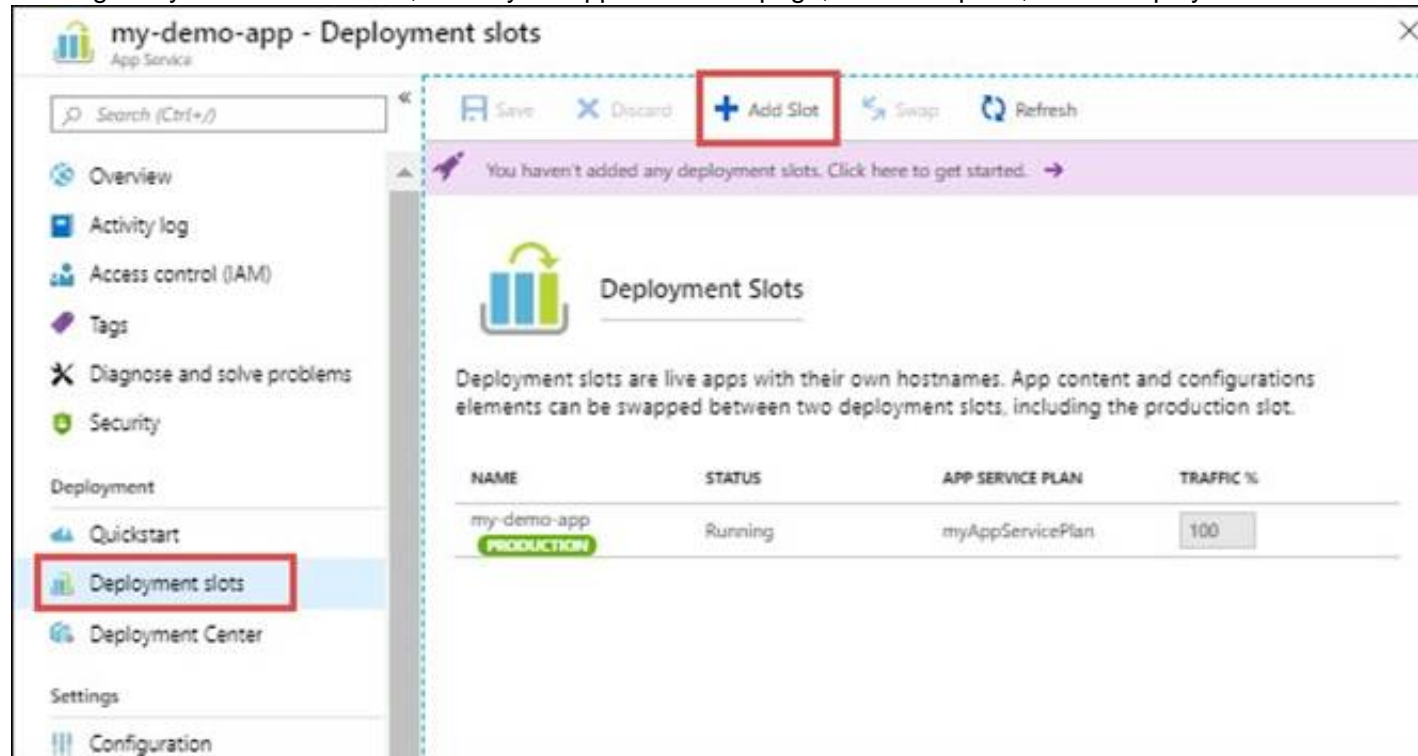 my-demo-app - Deployment slots
App Service
Search (Ctrl+/)
«
Save
Discard
Add Slot
Swap
Refresh
You haven't added any deployment slots. Click here to get started. →
Overview
Activity log
Access control (IAM)
Tags
Diagnose and solve problems
Security
Deployment
Quickstart
Deployment slots
Deployment Center
Settings
Configuration
Deployment Slots
Deployment slots are live apps with their own hostnames. App content and configurations
elements can be swapped between two deployment slots, including the production slot.
NAME STATUS APP SERVICE PLAN TRAFFIC %
my-demo-app Running myAppServicePlan 100
PRODUCTION